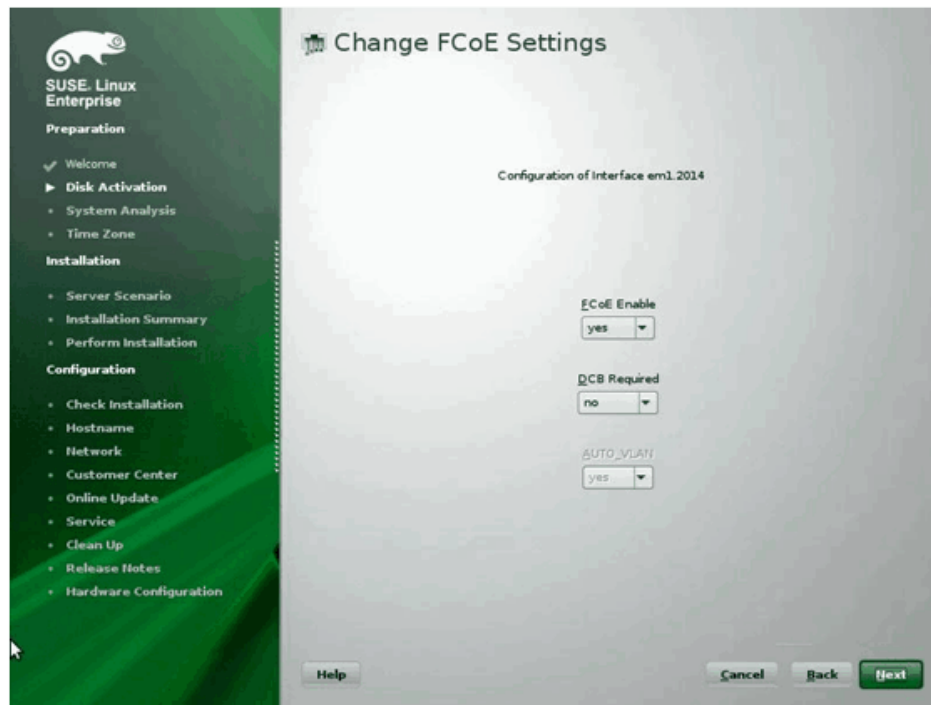 SUSE. Linux
Enterprise
Preparation
Welcome
Disk Activation
System Analysis
Time Zone
Installation
Server Scenario
Installation Summary
Perform Installation
Configuration
Check Installation
Hostname
Network
Customer Center
Online Update
Service
Clean Up
Release Notes
Hardware Configuration
Change FCoE Settings
Configuration of Interface em1.2014
FCoE Enable
yes
DCB Required
no
AUTO_VLAN
yes
Help
Cancel
Back
Next